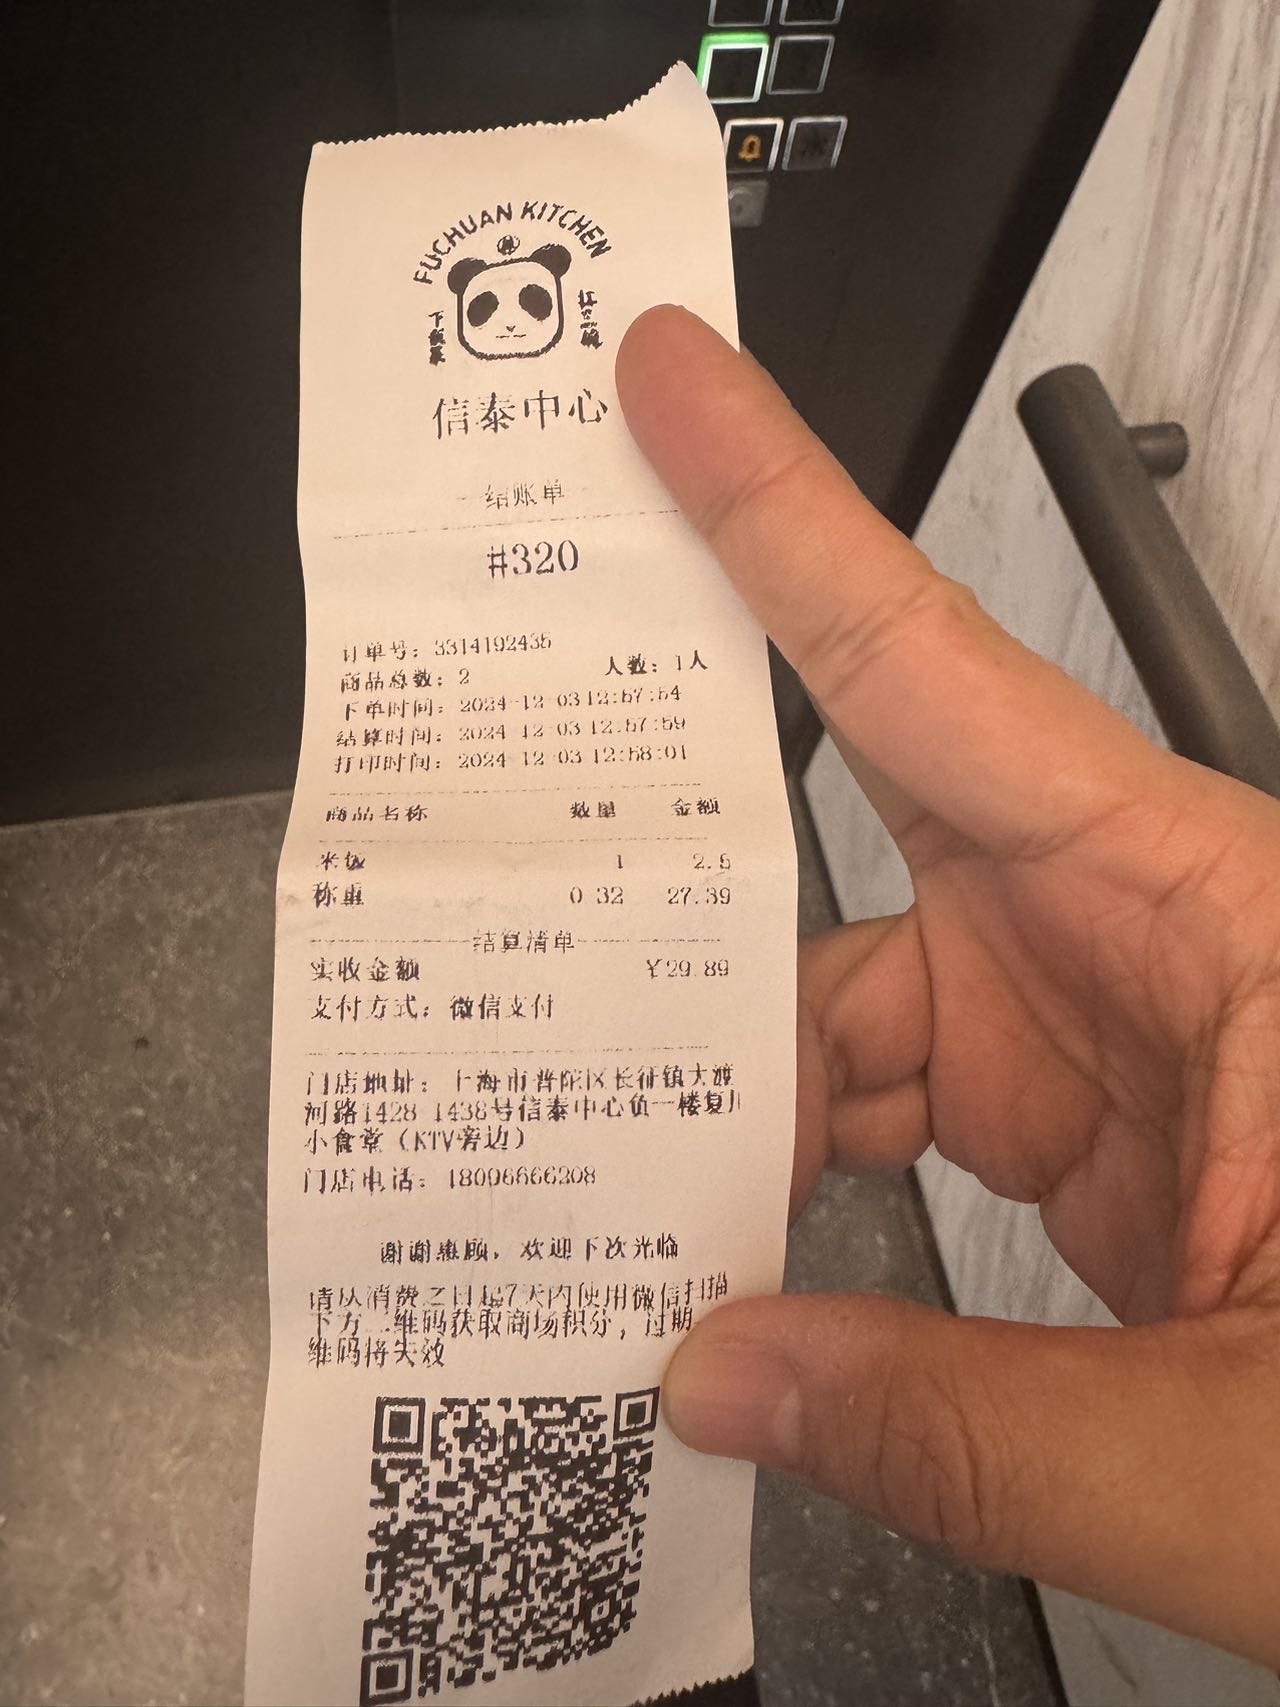 FUCHUAN KITCHEN
下饭菜
信泰中心
结账单
#320
订单号：3314192435
商品总数：2 人数：1人
下单时间：2024-12-03 12:57:54
结算时间：2024-12-03 12:57:59
打印时间：2024-12-03 12:58:01
商品名称 数量 金额
米饭 1 2.5
称重 0.32 27.39
结算清单
实收金额 ¥29.89
支付方式：微信支付
门店地址：上海市普陀区长征镇大渡
河路1428-1438号信泰中心负一楼复川
小食堂（KTV旁边）
门店电话：18006666208
谢谢惠顾，欢迎下次光临
请从消费之日起7天内使用微信扫描
下方二维码获取商场积分，过期
维码将失效